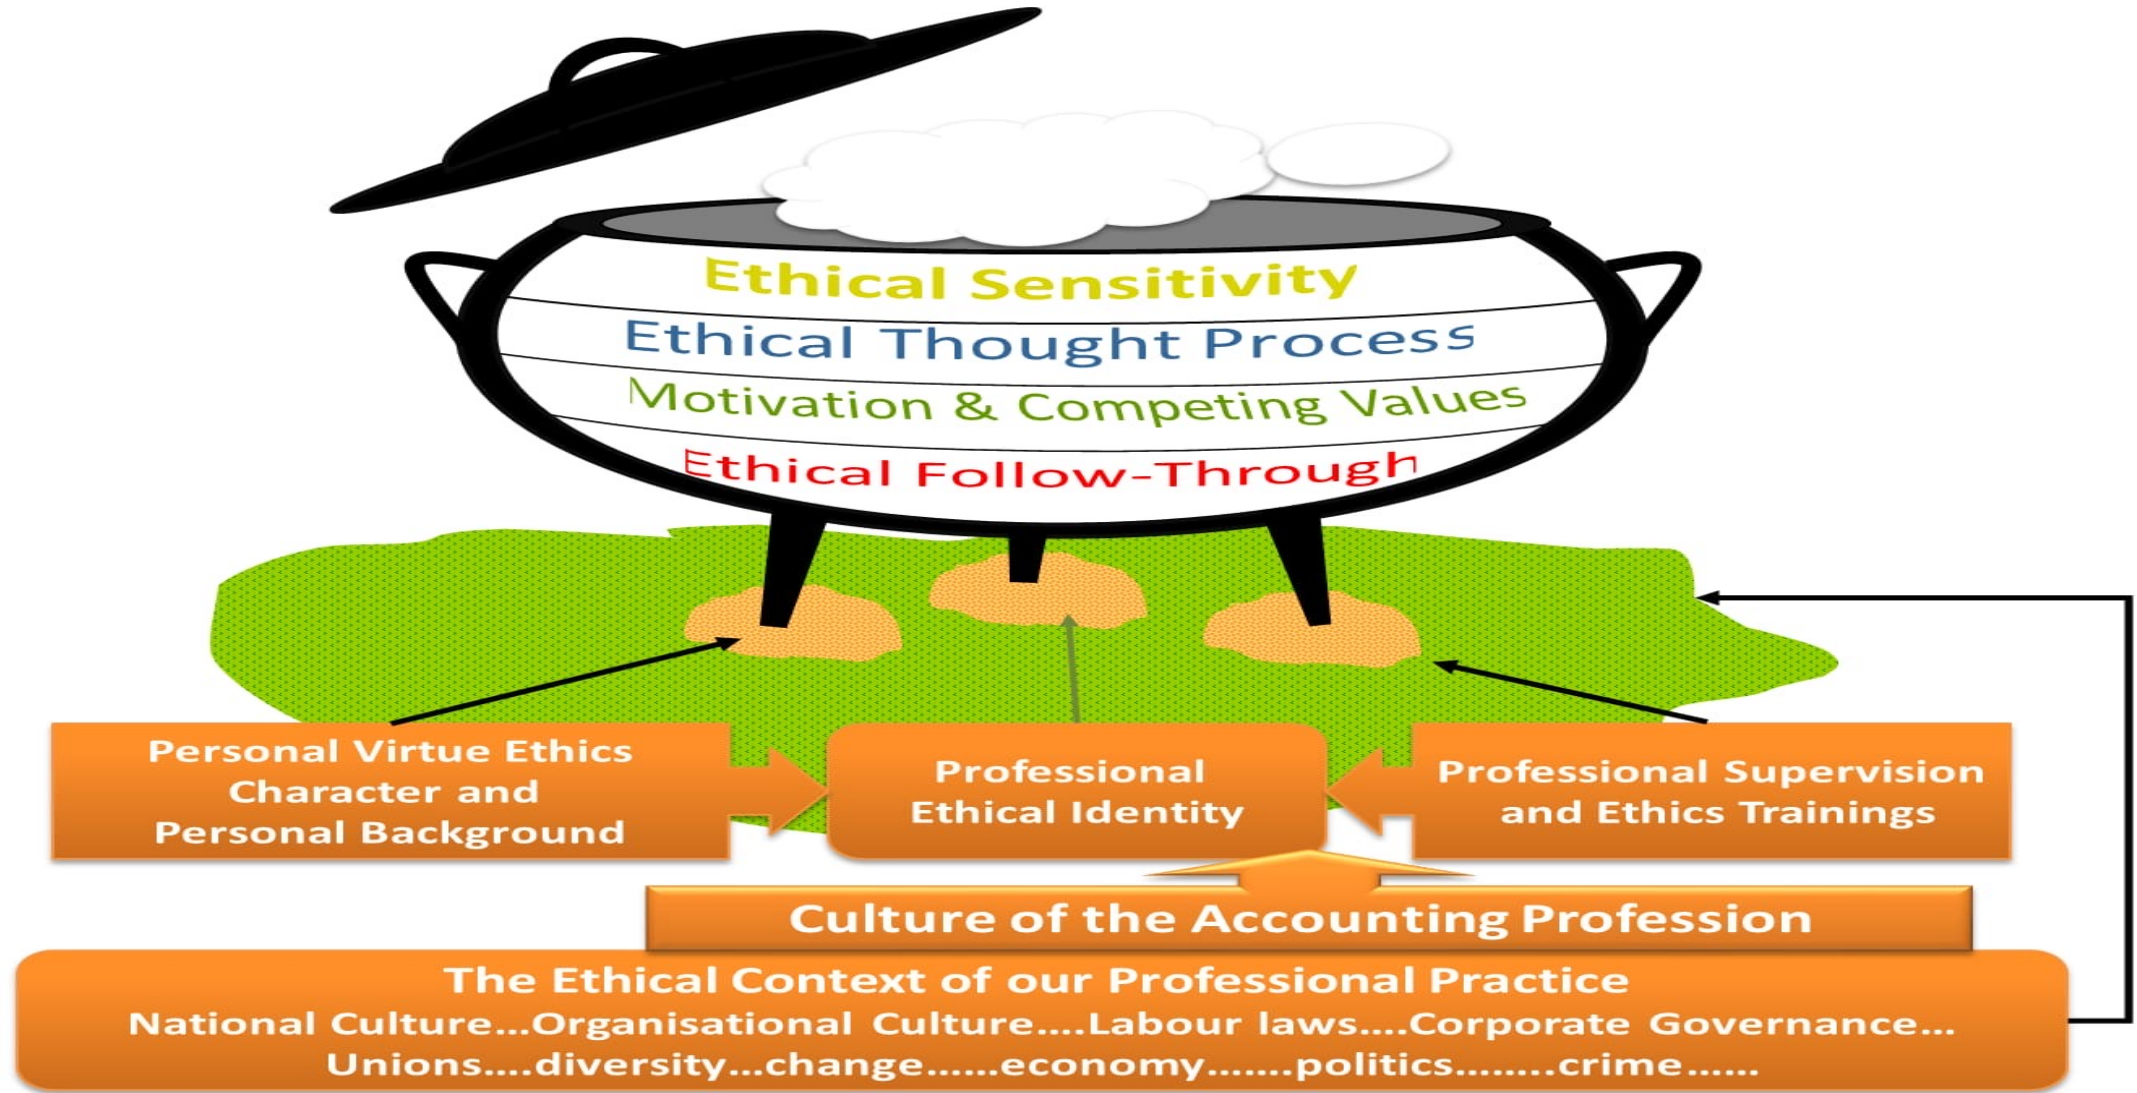 Ethical Sensitivity
Ethical Thought Process
Motivation & Competing Values
Ethical Follow-Through
Personal Virtue Ethics
Character and
Personal Background
Professional
Ethical Identity
Professional Supervision
and Ethics Trainings
Culture of the Accounting Profession
The Ethical Context of our Professional Practice
National Culture...Organisational Culture....Labour laws....Corporate Governance...
Unions....diversity...change......economy.......politics........crime......